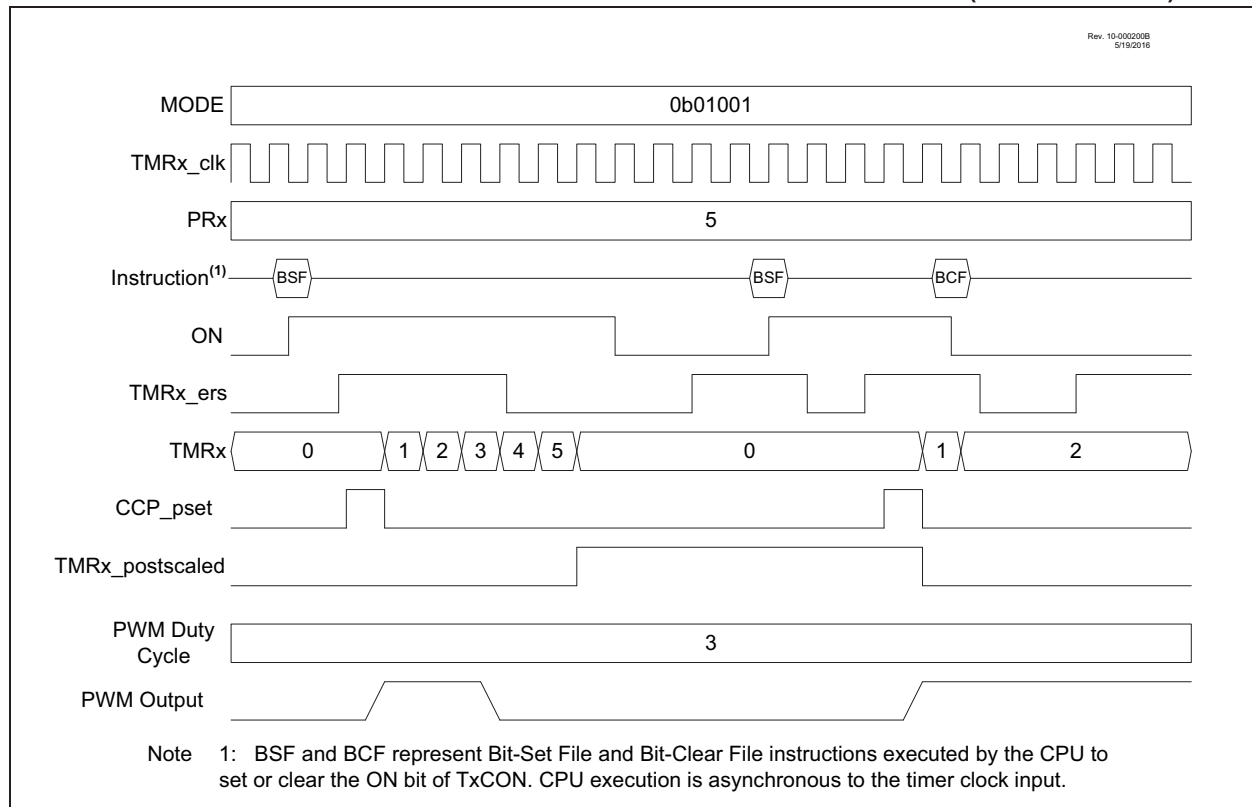 Rev. 10-000200B
5/19/2016
MODE 0b01001
TMRx_clk
PRx 5
Instruction(1) BSF BSF BCF
ON
TMRx_ers
TMRx 0 1 2 3 4 5 0 1 2
CCP_pset
TMRx_postscaled
PWM Duty
Cycle 3
PWM Output
Note 1: BSF and BCF represent Bit-Set File and Bit-Clear File instructions executed by the CPU to
set or clear the ON bit of TxCON. CPU execution is asynchronous to the timer clock input.